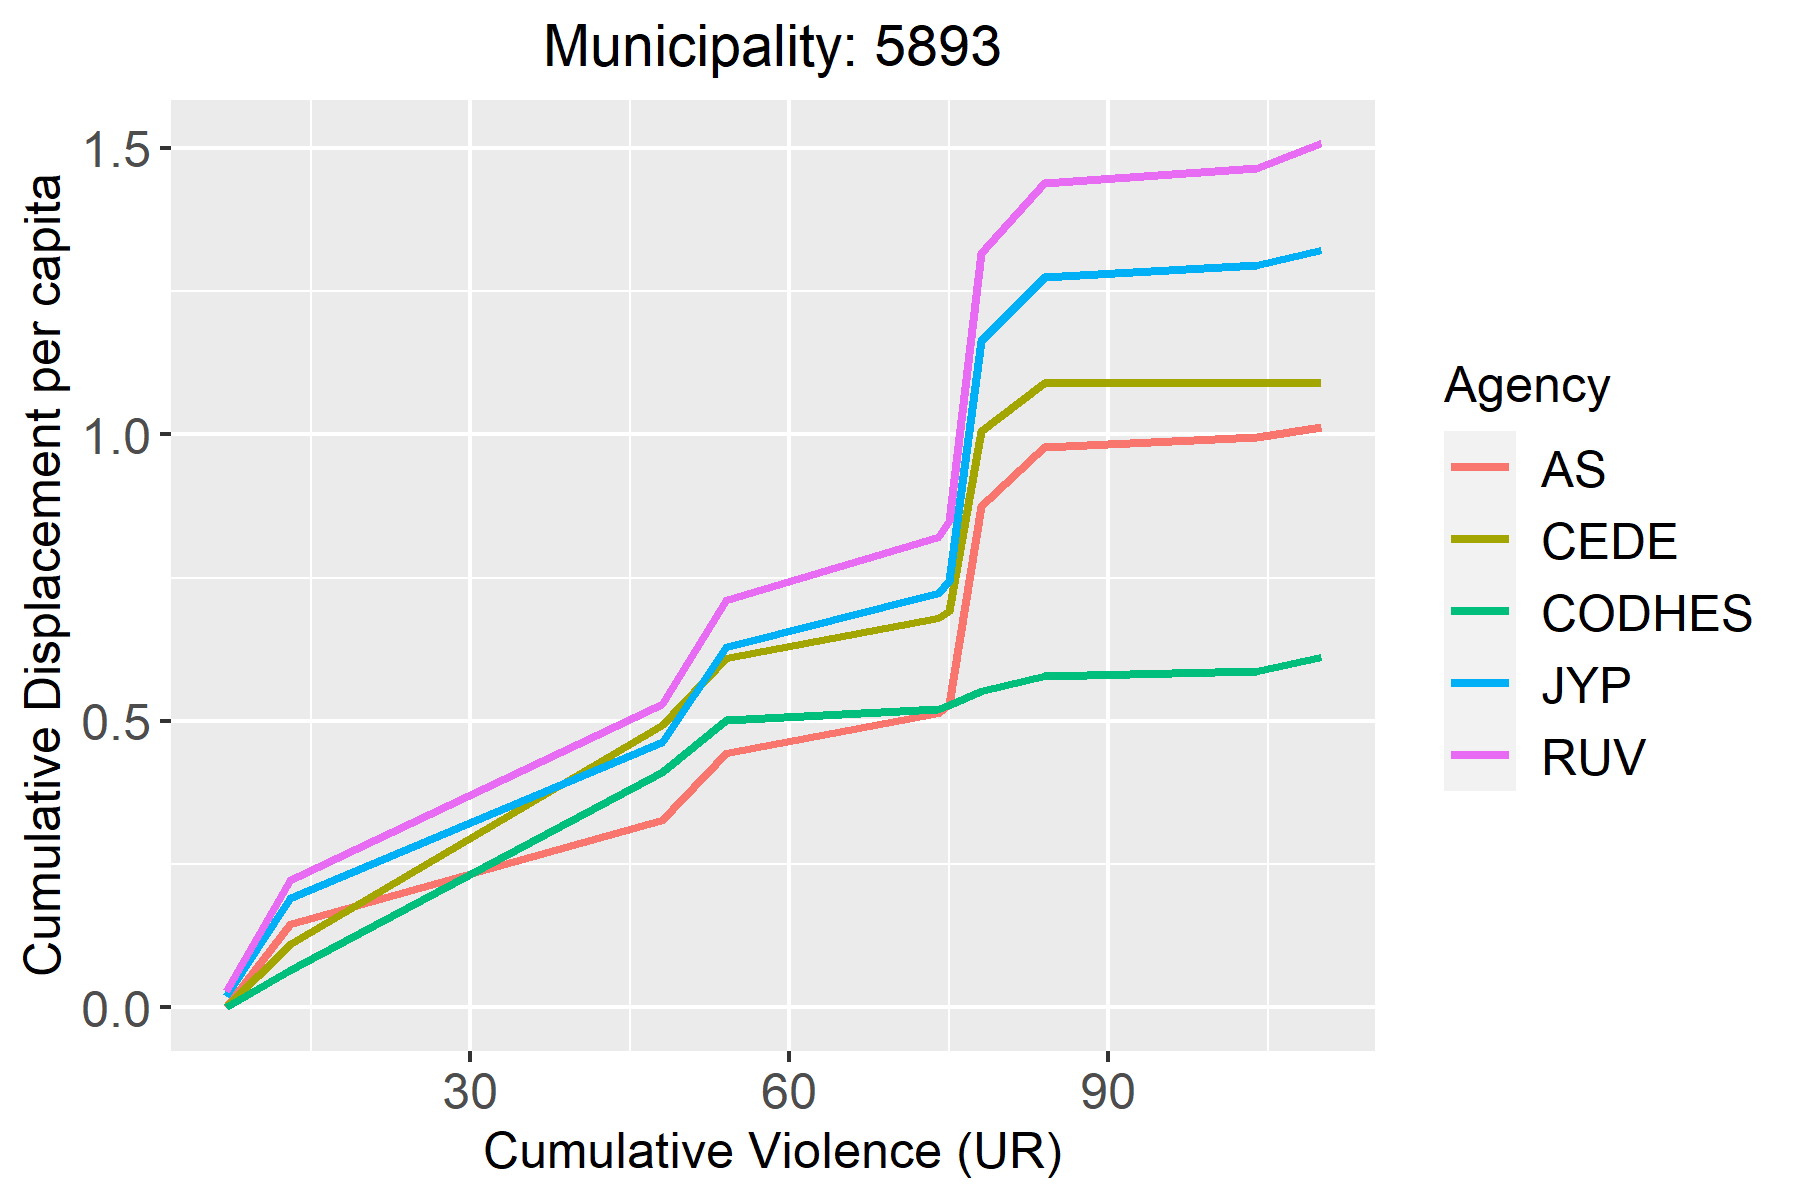 Municipality: 5893
Cumulative Displacement per capita
1.5
1.0
0.5
0.0
30
60
90
Cumulative Violence (UR)
Agency
AS
CEDE
CODHES
JYP
RUV